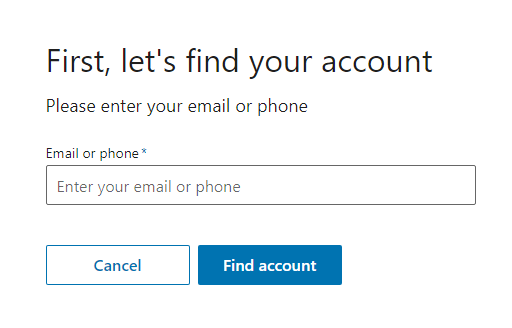 First, let's find your account
Please enter your email or phone
Email or phone*
Enter your email or phone
Cancel
Find account